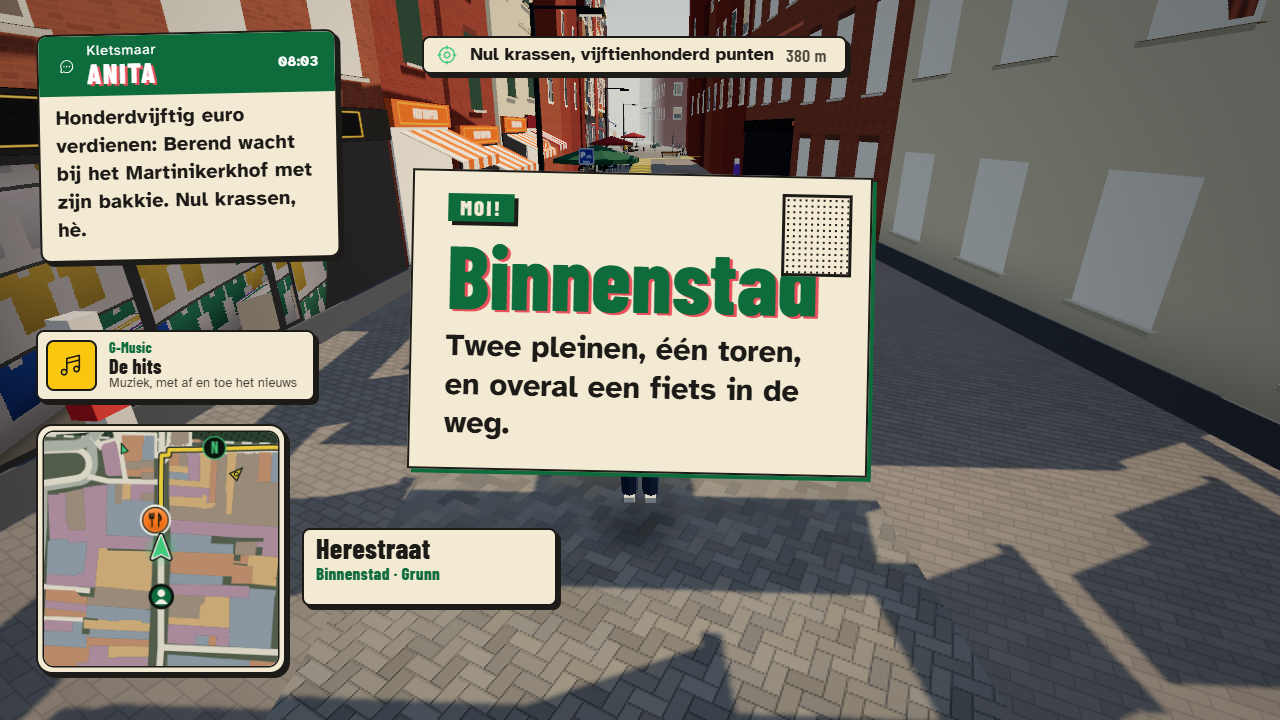 Kletsmaar
ANITA
08:03
Honderdvijftig euro
verdienen: Berend wacht
bij het Martinikerkhof met
zijn bakkie. Nul krassen,
hè.
Nul krassen, vijftienhonderd punten 380 m
MOI!
Binnenstad
Twee pleinen, één toren,
en overal een fiets in de
weg.
G-Music
De hits
Muziek, met af en toe het nieuws
N
Herestraat
Binnenstad · Grunn
P